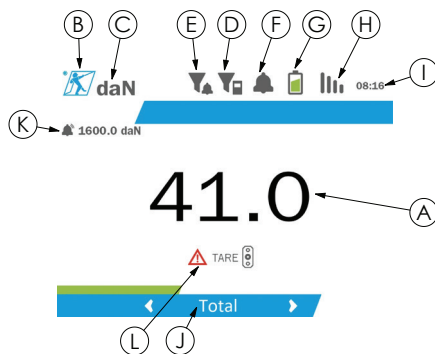 B C E D F G H
daN 08:16 I
K 1600.0 daN
41.0 A
TARE
Total
L J